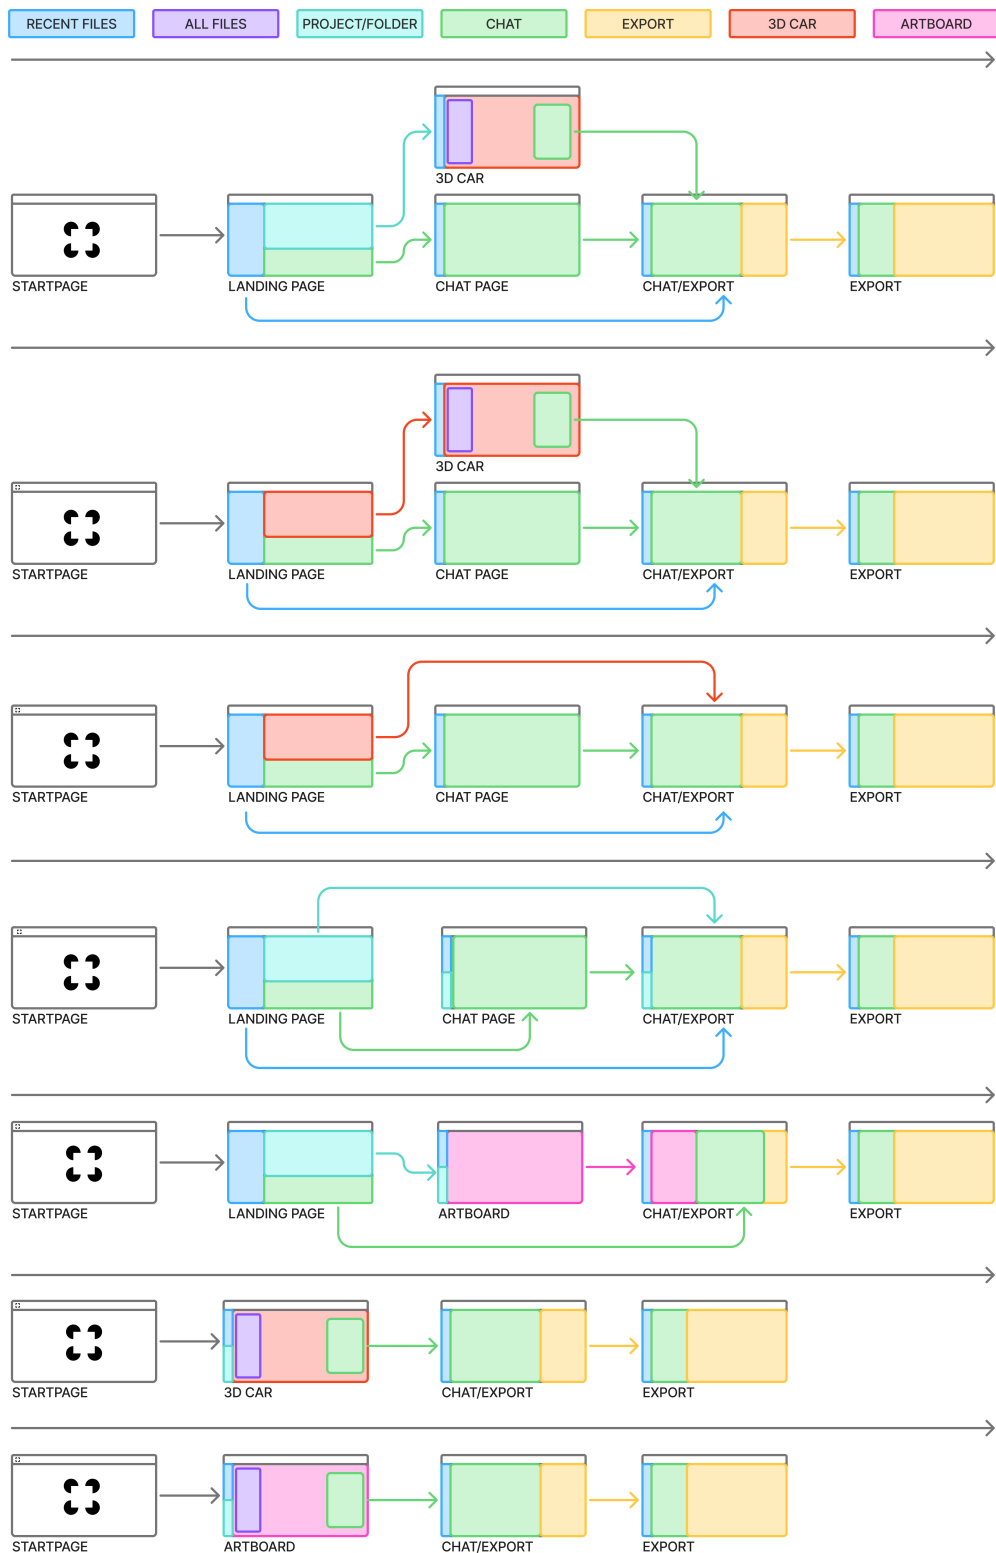 RECENT FILES
ALL FILES
PROJECT/FOLDER
CHAT
EXPORT
3D CAR
ARTBOARD
3D CAR
STARTPAGE
LANDING PAGE
CHAT PAGE
CHAT/EXPORT
EXPORT
3D CAR
STARTPAGE
LANDING PAGE
CHAT PAGE
CHAT/EXPORT
EXPORT
STARTPAGE
LANDING PAGE
CHAT PAGE
CHAT/EXPORT
EXPORT
STARTPAGE
LANDING PAGE
CHAT PAGE
CHAT/EXPORT
EXPORT
STARTPAGE
LANDING PAGE
ARTBOARD
CHAT/EXPORT
EXPORT
STARTPAGE
3D CAR
CHAT/EXPORT
EXPORT
STARTPAGE
ARTBOARD
CHAT/EXPORT
EXPORT